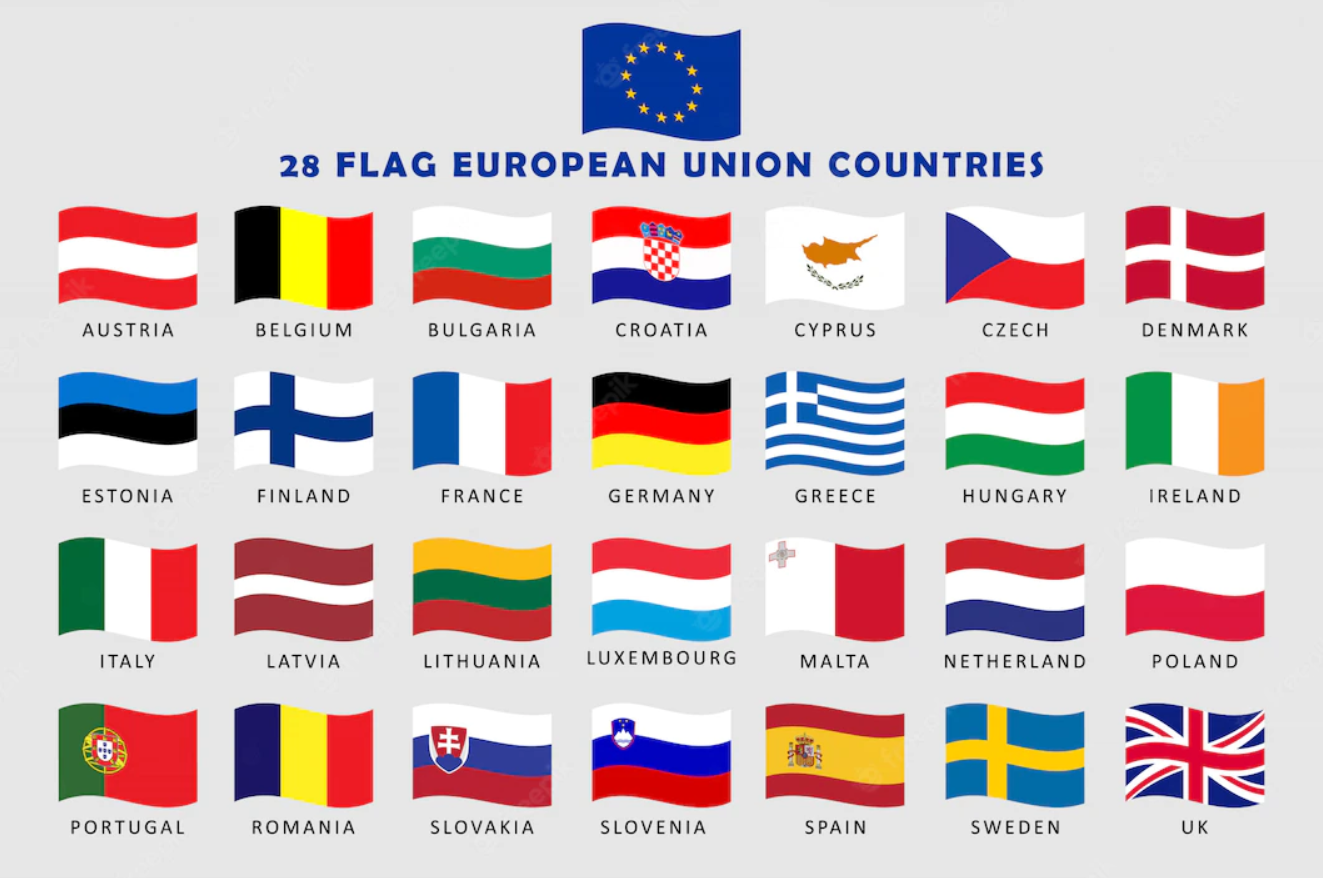 28 FLAG EUROPEAN UNION COUNTRIES
AUSTRIA BELGIUM BULGARIA CROATIA CYPRUS CZECH DENMARK
ESTONIA FINLAND FRANCE GERMANY GREECE HUNGARY IRELAND
ITALY LATVIA LITHUANIA LUXEMBOURG MALTA NETHERLAND POLAND
PORTUGAL ROMANIA SLOVAKIA SLOVENIA SPAIN SWEDEN UK